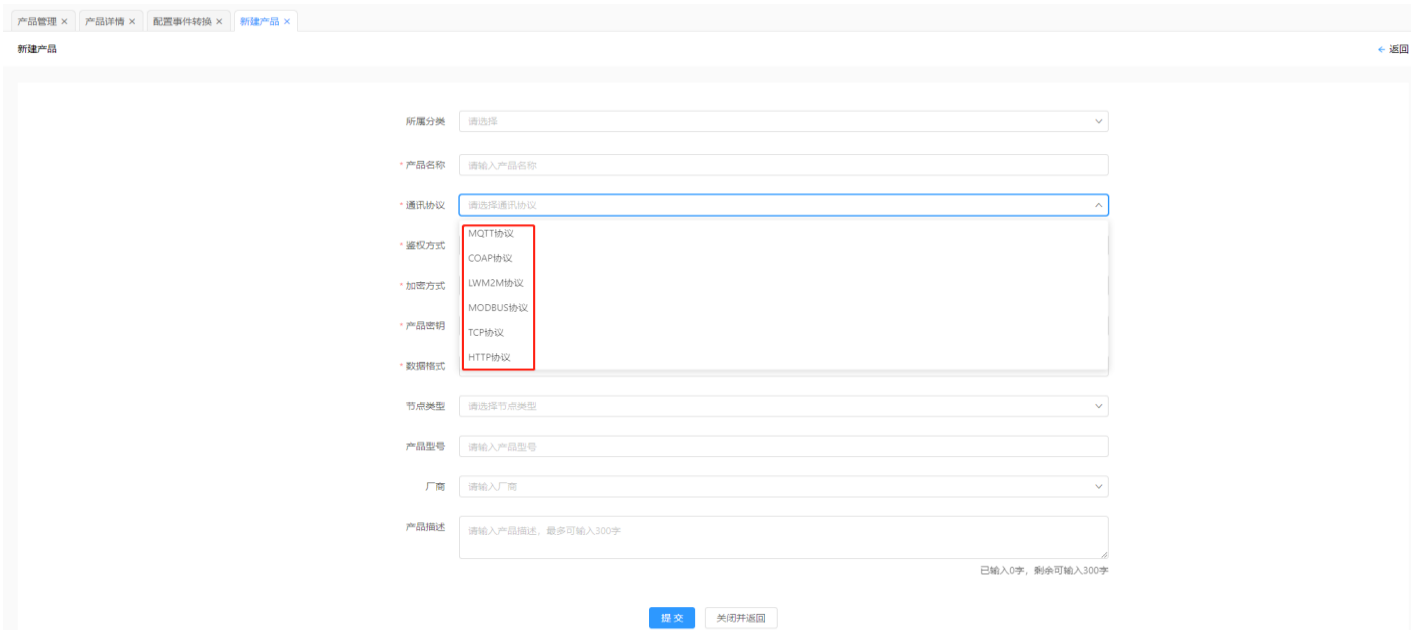 产品管理 × 产品详情 × 配置事件转换 × 新建产品 ×
新建产品 ← 返回
所属分类 请选择
* 产品名称 请输入产品名称
* 通讯协议 请选择通讯协议
MQTT协议
* 鉴权方式
COAP协议
* 加密方式 LWM2M协议
MODBUS协议
* 产品密钥
TCP协议
HTTP协议
* 数据格式
节点类型 请选择节点类型
产品型号 请输入产品型号
厂商 请输入厂商
产品描述 请输入产品描述，最多可输入300字
已输入0字，剩余可输入300字
提 交 关闭并返回